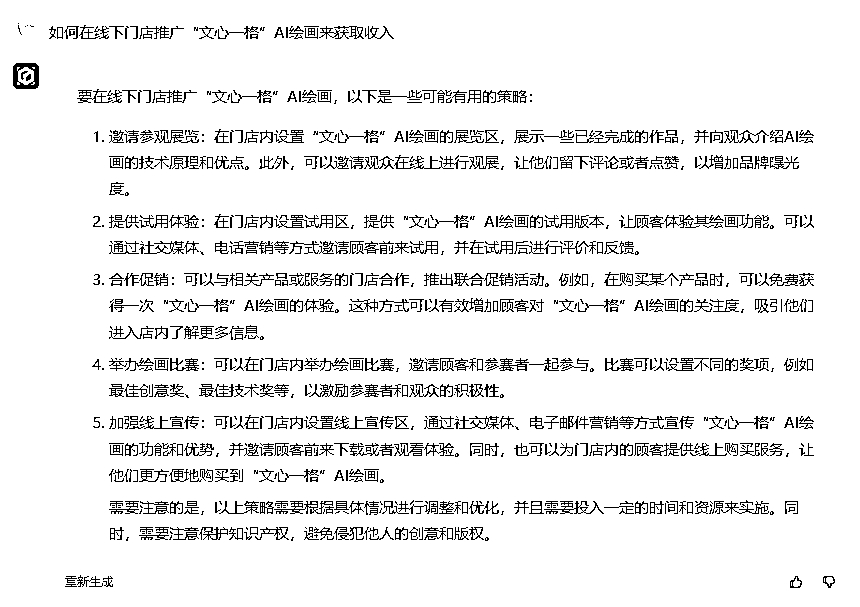 如何在线下门店推广“文心一格”AI绘画来获取收入
要在线下门店推广“文心一格”AI绘画，以下是一些可能有用的策略：
1. 邀请参观展览：在门店内设置“文心一格”AI绘画的展览区，展示一些已经完成的作品，并向观众介绍AI绘
画的技术原理和优点。此外，可以邀请观众在线上进行观展，让他们留下评论或者点赞，以增加品牌曝光
度。
2. 提供试用体验：在门店内设置试用区，提供“文心一格”AI绘画的试用版本，让顾客体验其绘画功能。可以
通过社交媒体、电话营销等方式邀请顾客前来试用，并在试用后进行评价和反馈。
3. 合作促销：可以与相关产品或服务的门店合作，推出联合促销活动。例如，在购买某个产品时，可以免费获
得一次“文心一格”AI绘画的体验。这种方式可以有效增加顾客对“文心一格”AI绘画的关注度，吸引他们
进入店内了解更多信息。
4. 举办绘画比赛：可以在门店内举办绘画比赛，邀请顾客和参赛者一起参与。比赛可以设置不同的奖项，例如
最佳创意奖、最佳技术奖等，以激励参赛者和观众的积极性。
5. 加强线上宣传：可以在门店内设置线上宣传区，通过社交媒体、电子邮件营销等方式宣传“文心一格”AI绘
画的功能和优势，并邀请顾客前来下载或者观看体验。同时，也可以为门店内的顾客提供线上购买服务，让
他们更方便地购买到“文心一格”AI绘画。
需要注意的是，以上策略需要根据具体情况进行调整和优化，并且需要投入一定的时间和资源来实施。同
时，需要注意保护知识产权，避免侵犯他人的创意和版权。
重新生成